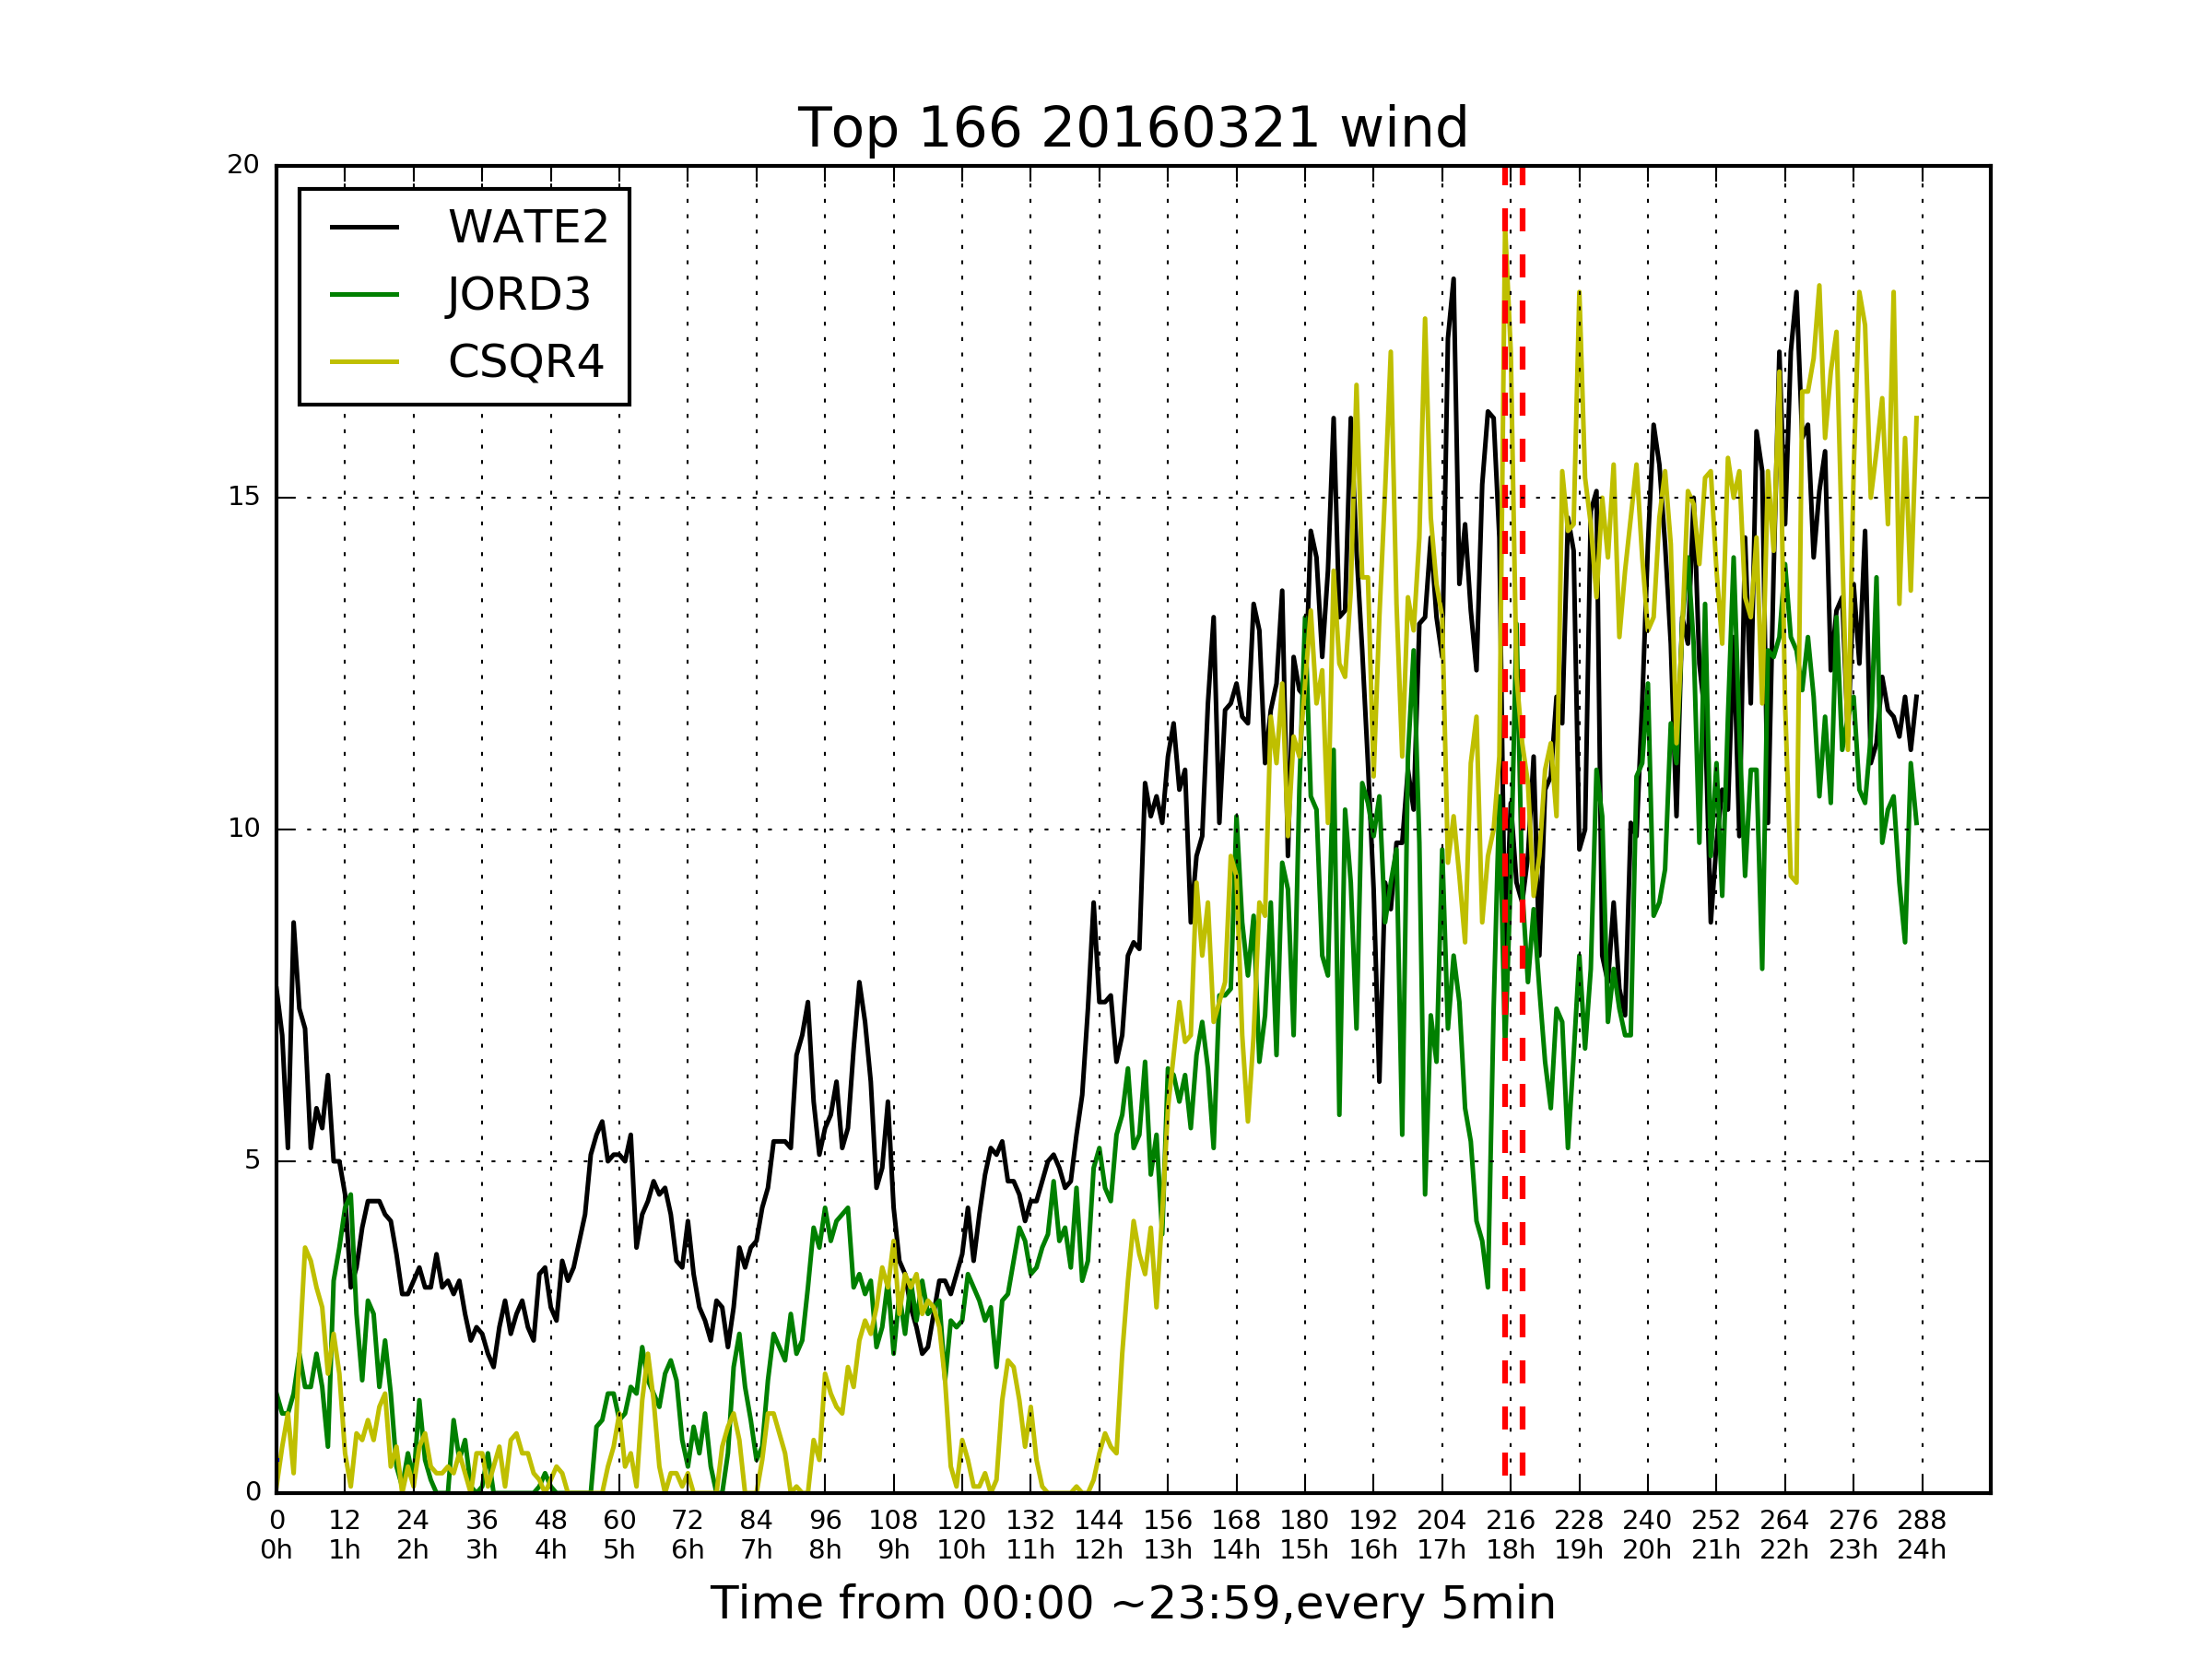 Top 166 20160321 wind
20
15
10
5
0
WATE2
JORD3
CSQR4
0 12 24 36 48 60 72 84 96 108 120 132 144 156 168 180 192 204 216 228 240 252 264 276 288
0h 1h 2h 3h 4h 5h 6h 7h 8h 9h 10h 11h 12h 13h 14h 15h 16h 17h 18h 19h 20h 21h 22h 23h 24h
Time from 00:00 ~23:59,every 5min